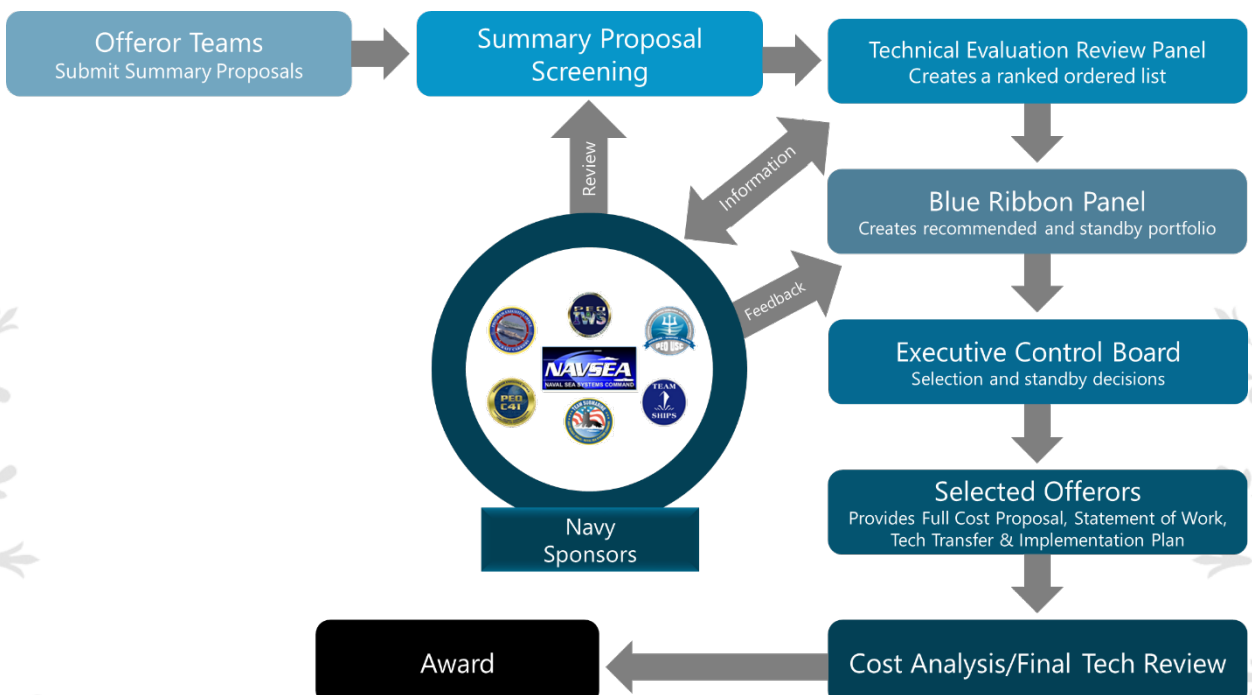 Offeror Teams
Submit Summary Proposals
Summary Proposal
Screening
Technical Evaluation Review Panel
Creates a ranked ordered list
Review
Information
Blue Ribbon Panel
Creates recommended and standby portfolio
Feedback
PEO
IWS
PEO USC
NAVSEA
NAVAL SEA SYSTEMS COMMAND
PEO
C4I
TEAM SUBMARINE
TEAM
SHIPS
Executive Control Board
Selection and standby decisions
Navy
Sponsors
Selected Offerors
Provides Full Cost Proposal, Statement of Work,
Tech Transfer & Implementation Plan
Award
Cost Analysis/Final Tech Review